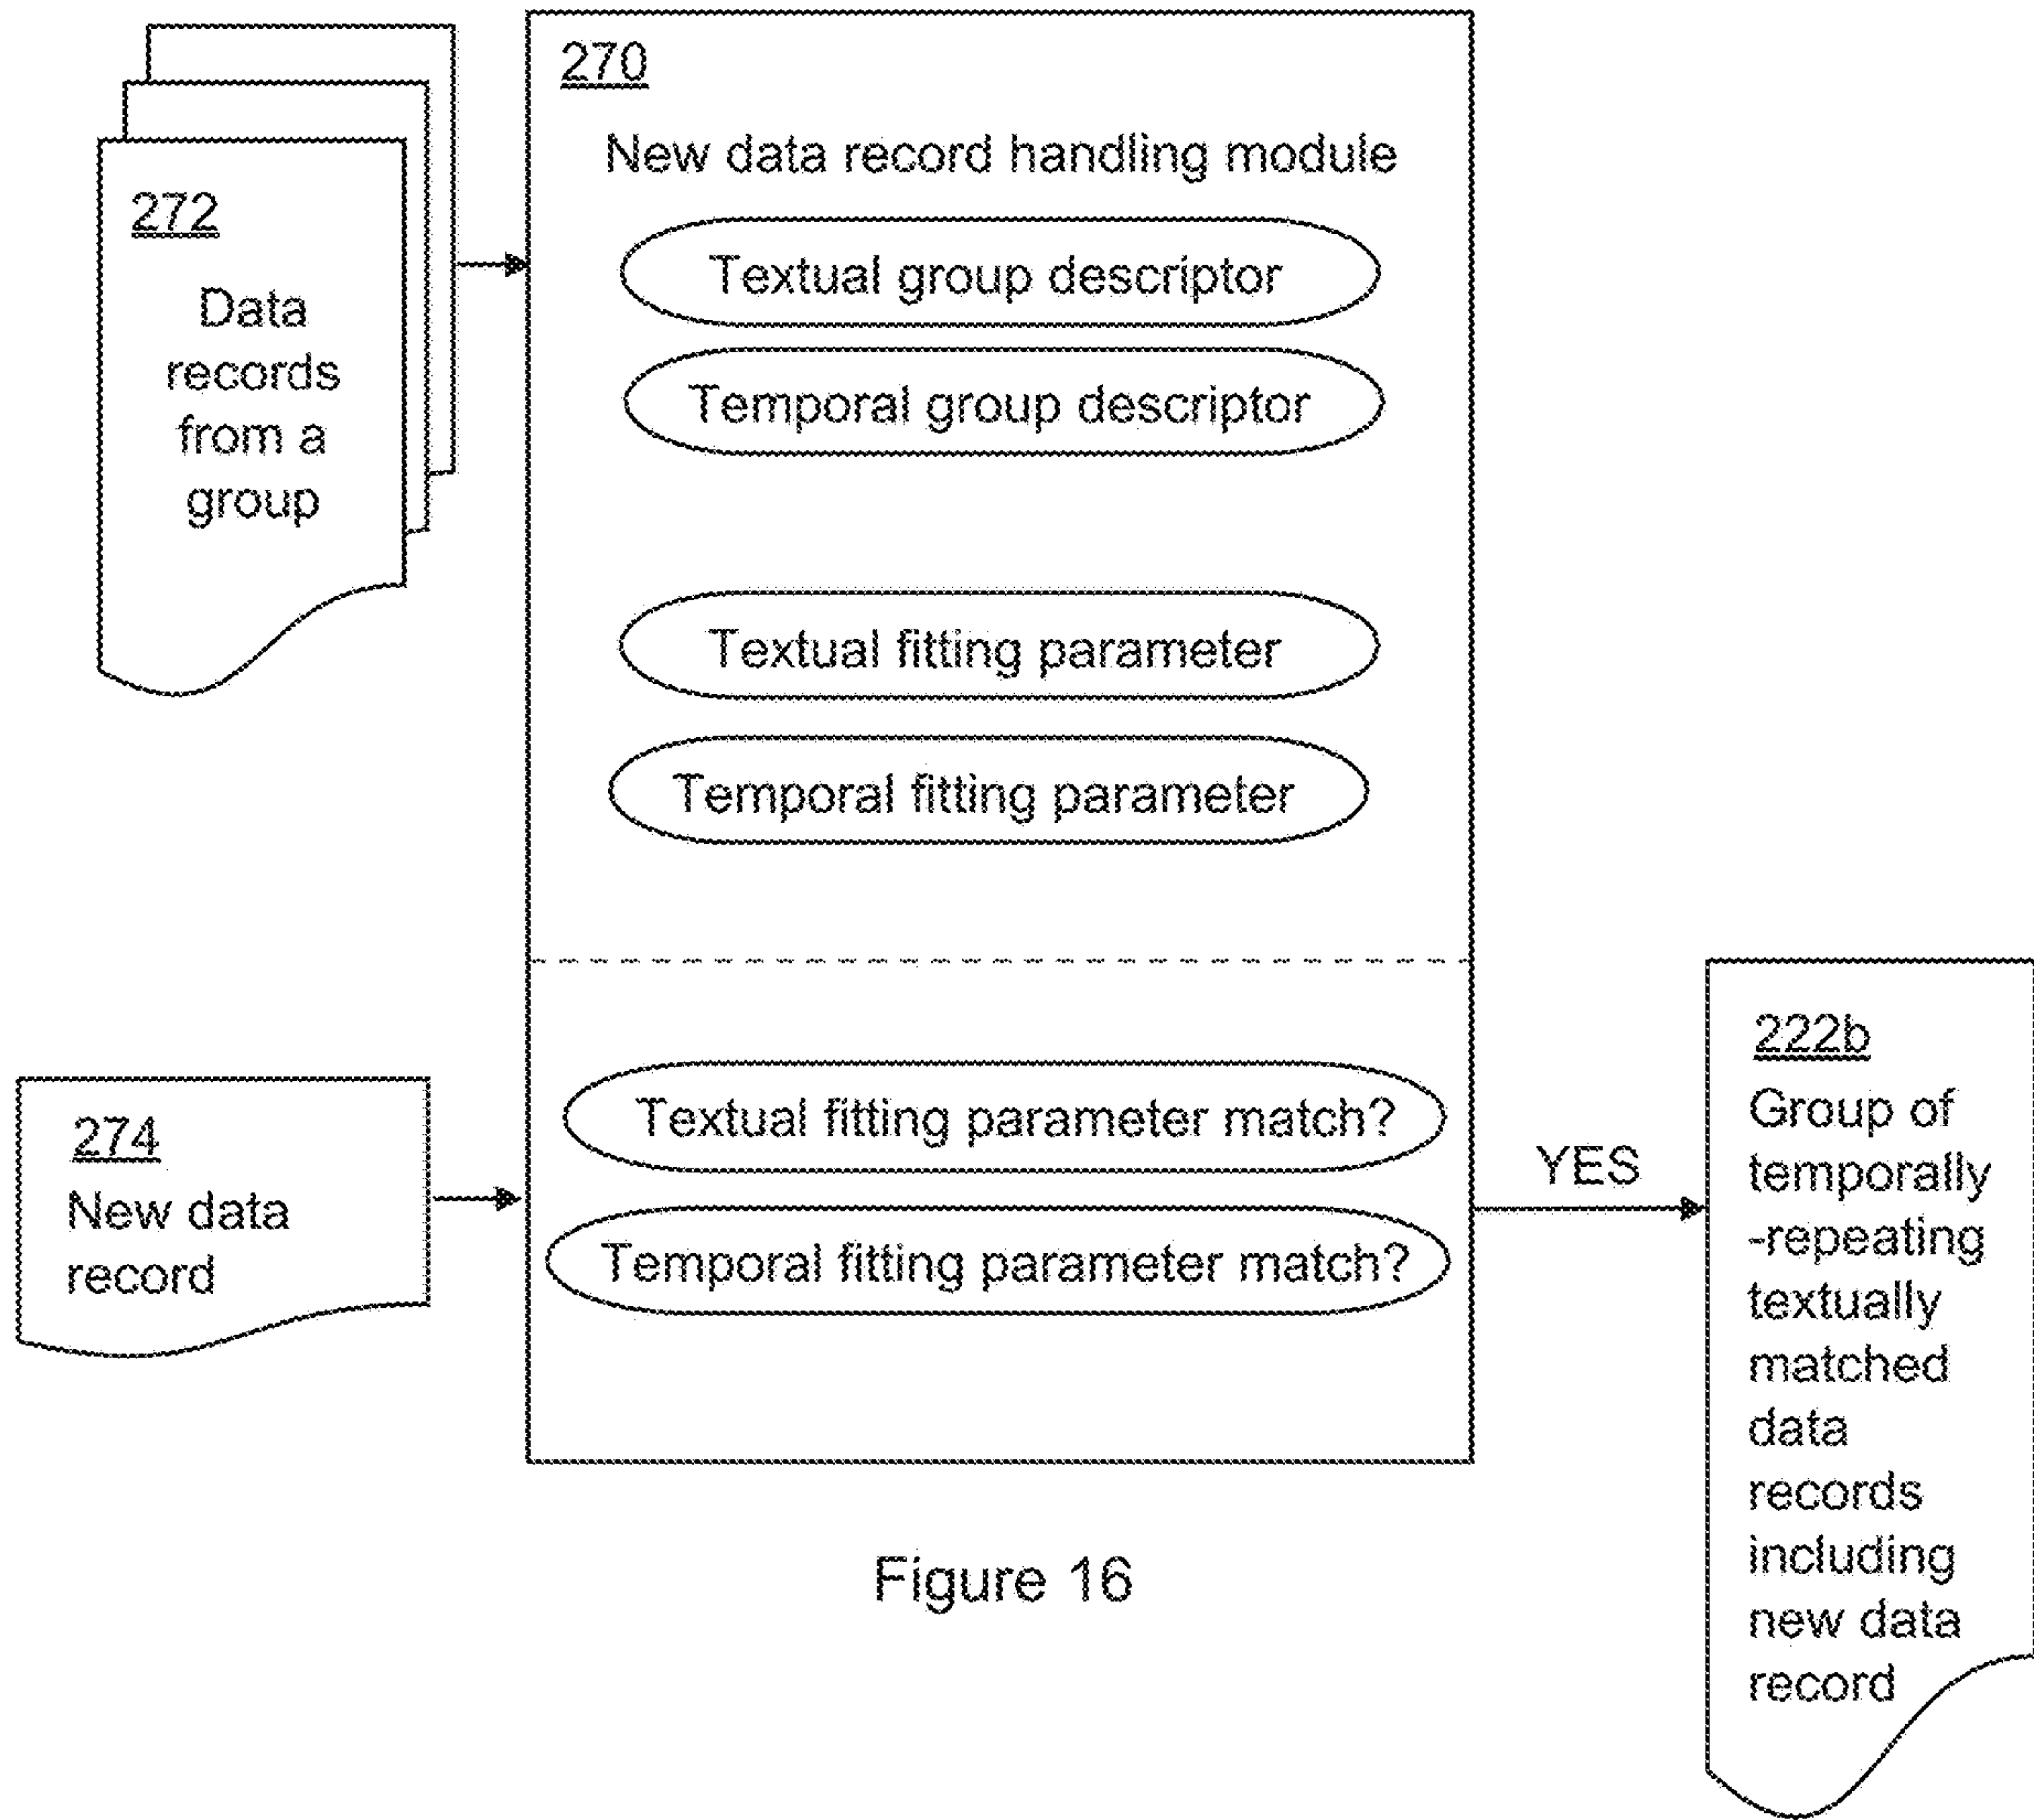 272
Data
records
from a
group
270
New data record handling module
Textual group descriptor
Temporal group descriptor
Textual fitting parameter
Temporal fitting parameter
274
New data
record
Textual fitting parameter match?
Temporal fitting parameter match?
YES
222b
Group of
temporally
-repeating
textually
matched
data
records
including
new data
record
Figure 16